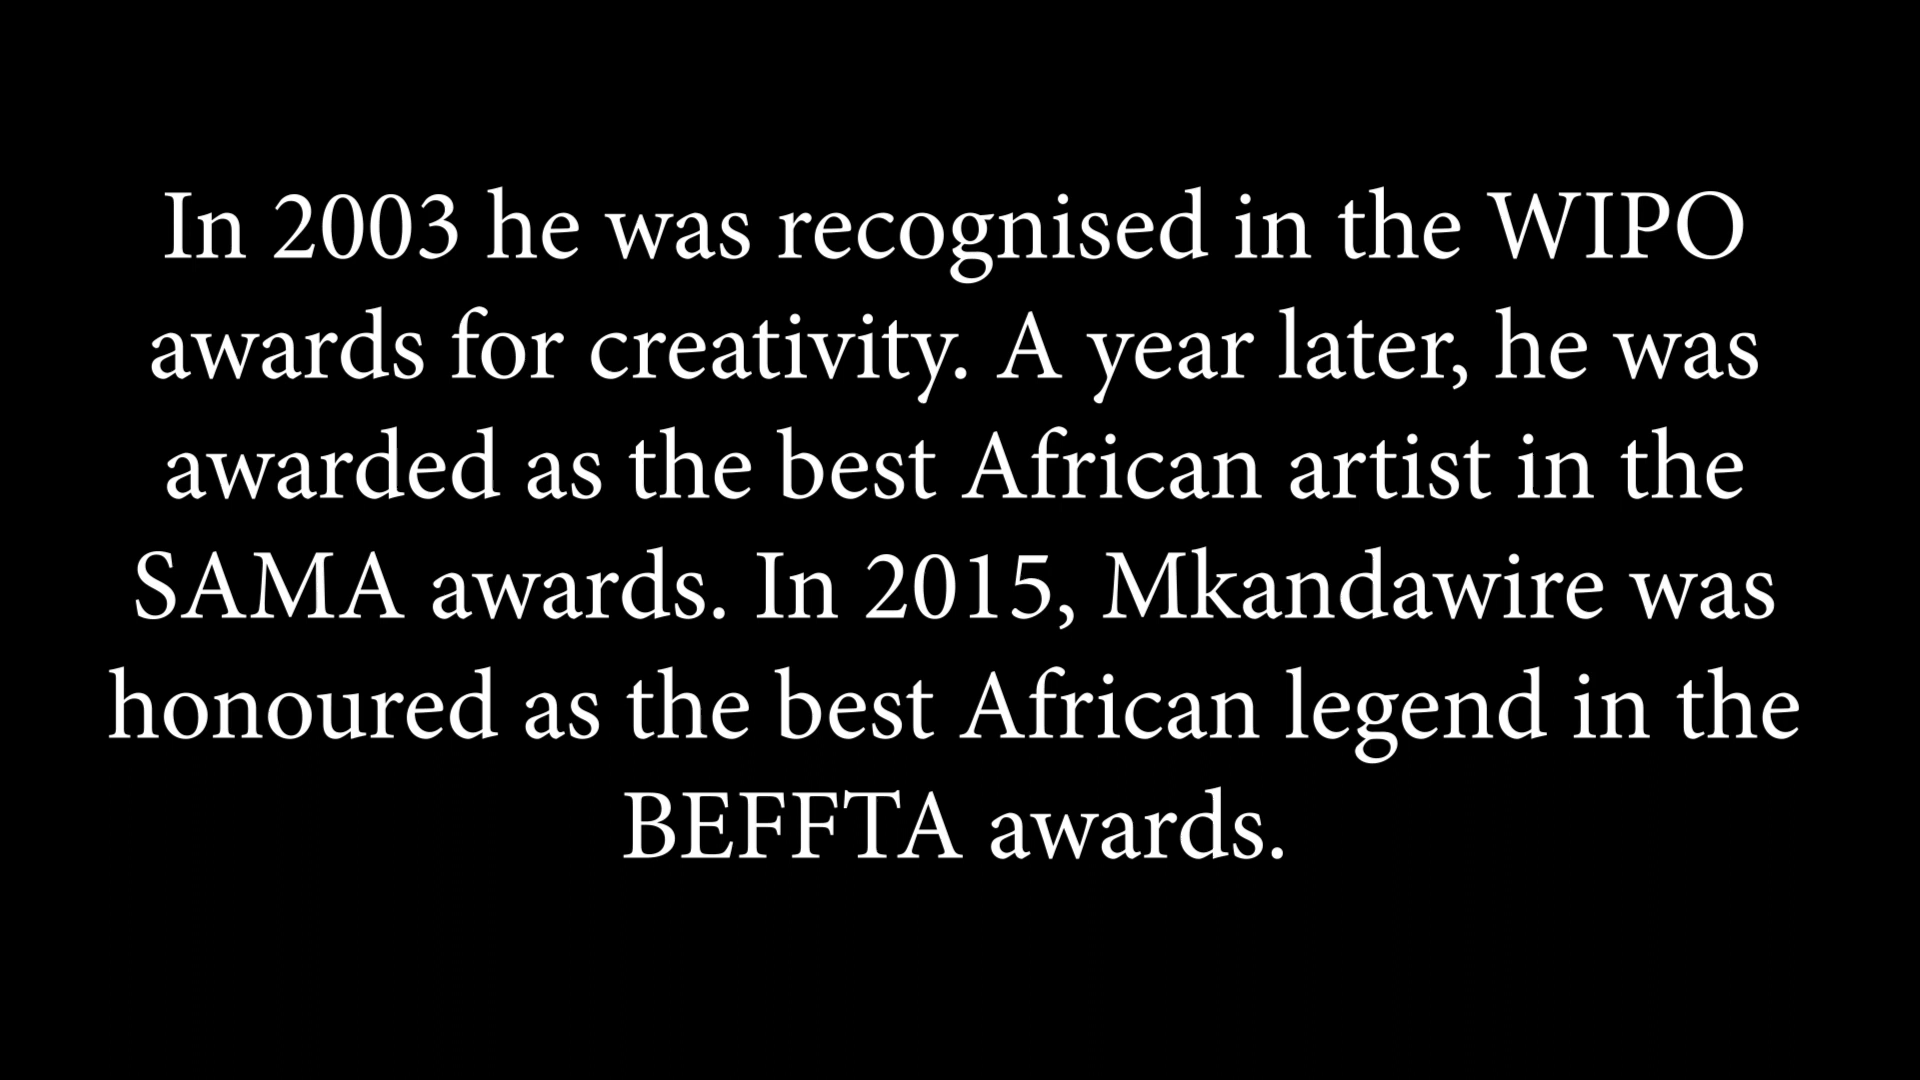 In 2003 he was recognised in the WIPO
awards for creativity. A year later, he was
awarded as the best African artist in the
SAMA awards. In 2015, Mkandawire was
honoured as the best African legend in the
BEFFTA awards.